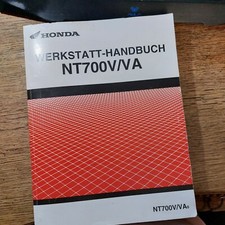 HONDA
WERKSTATT-HANDBUCH
NT700V/VA
NT700V/VA